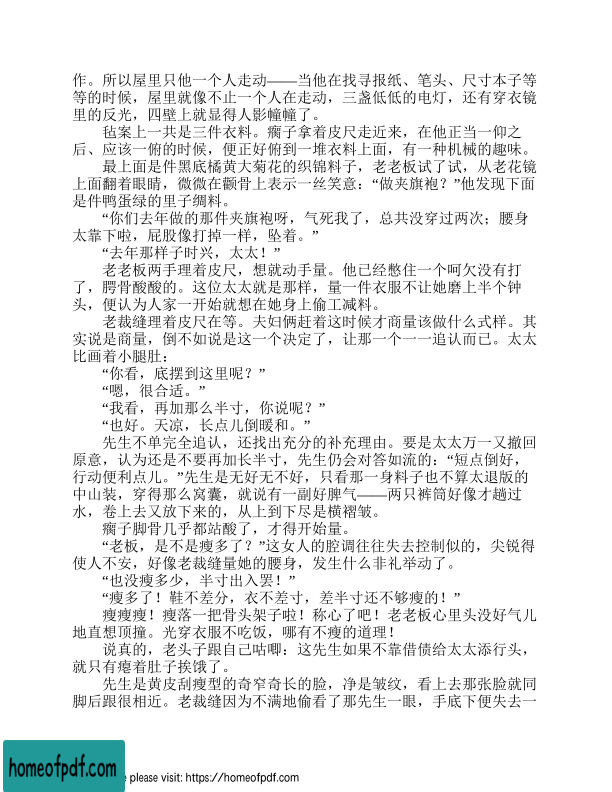 作。所以屋里只他一个人走动——当他在找寻报纸、笔头、尺寸本子等
等的时候，屋里就像不止一个人在走动，三盏低低的电灯，还有穿衣镜
里的反光，四壁上就显得人影幢幢了。
毡案上一共是三件衣料。瘸子拿着皮尺走近来，在他正当一仰之
后、应该一俯的时候，便正好俯到一堆衣料上面，有一种机械的趣味。
最上面是件黑底橘黄大菊花的织锦料子，老老板试了试，从老花镜
上面翻着眼睛，微微在颧骨上表示一丝笑意：“做夹旗袍？”他发现下面
是件鸭蛋绿的里子绸料。
“你们去年做的那件夹旗袍呀，气死我了，总共没穿过两次；腰身
太靠下啦，屁股像打掉一样，坠着。”
“去年那样子时兴，太太！”
老老板两手理着皮尺，想就动手量。他已经憋住一个呵欠没有打
了，腭骨酸酸的。这位太太就是那样，量一件衣服不让她磨上半个钟
头，便认为人家一开始就想在她身上偷工减料。
老裁缝理着皮尺在等。夫妇俩赶着这时候才商量该做什么式样。其
实说是商量，倒不如说是这一个决定了，让那一个一一追认而已。太太
比画着小腿肚：
“你看，底摆到这里呢？”
“嗯，很合适。”
“我看，再加那么半寸，你说呢？”
“也好。天凉，长点儿倒暖和。”
先生不单完全追认，还找出充分的补充理由。要是太太万一又撤回
原意，认为还是不要再加长半寸，先生仍会对答如流的：“短点倒好，
行动便利点儿。”先生是无好无不好，只看那一身料子也不算太退版的
中山装，穿得那么窝囊，就说有一副好脾气——两只裤筒好像才趟过
水，卷上去又放下来的，从上到下尽是横褶皱。
瘸子脚骨几乎都站酸了，才得开始量。
“老板，是不是瘦多了？”这女人的腔调往往失去控制似的，尖锐得
使人不安，好像老裁缝量她的腰身，发生什么非礼举动了。
“也没瘦多少，半寸出入罢！”
“瘦多了！鞋不差分，衣不差寸，差半寸还不够瘦的！”
瘦瘦瘦！瘦落一把骨头架子啦！称心了吧！老老板心里头没好气儿
地直想顶撞。光穿衣服不吃饭，哪有不瘦的道理！
说真的，老头子跟自己咕唧：这先生如果不靠借债给太太添行头，
就只有瘪着肚子挨饿了。
先生是黄皮刮瘦型的奇窄奇长的脸，净是皱纹，看上去那张脸就同
脚后跟很相近。老裁缝因为不满地偷看了那先生一眼，手底下便失去一
homeofpdf.com
e please visit: https://homeofpdf.com